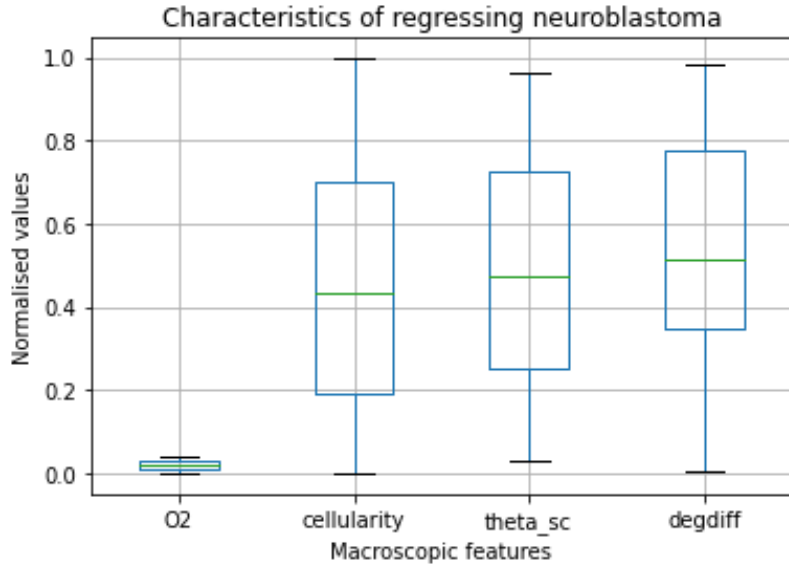 Characteristics of regressing neuroblastoma
1.0
0.8
0.6
0.4
0.2
0.0
Normalised values
O2 cellularity theta_sc degdiff
Macroscopic features